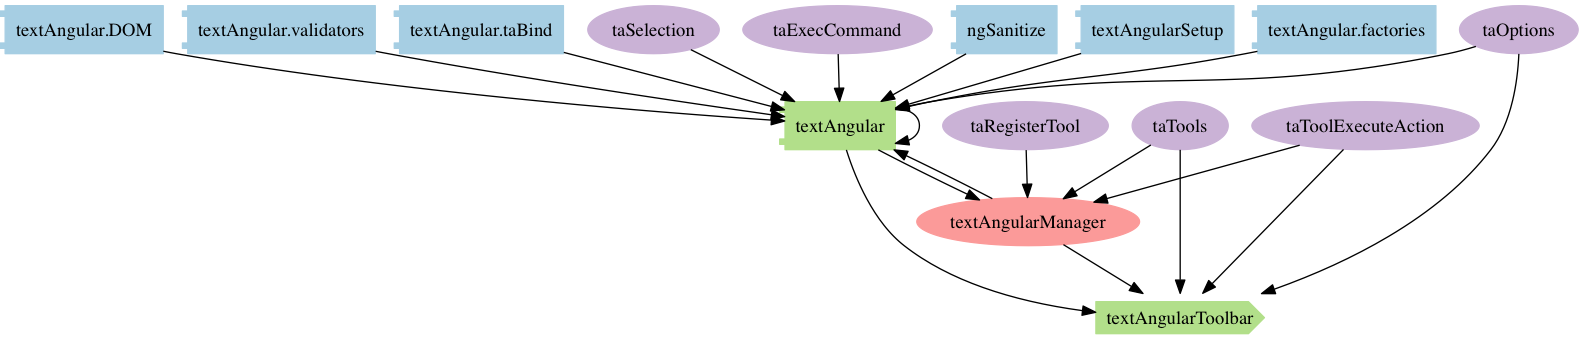 textAngular.DOM
textAngular.validators
textAngular.taBind
taSelection
taExecCommand
ngSanitize
textAngularSetup
textAngular.factories
taOptions
textAngular
taRegisterTool
taTools
taToolExecuteAction
textAngularManager
textAngularToolbar